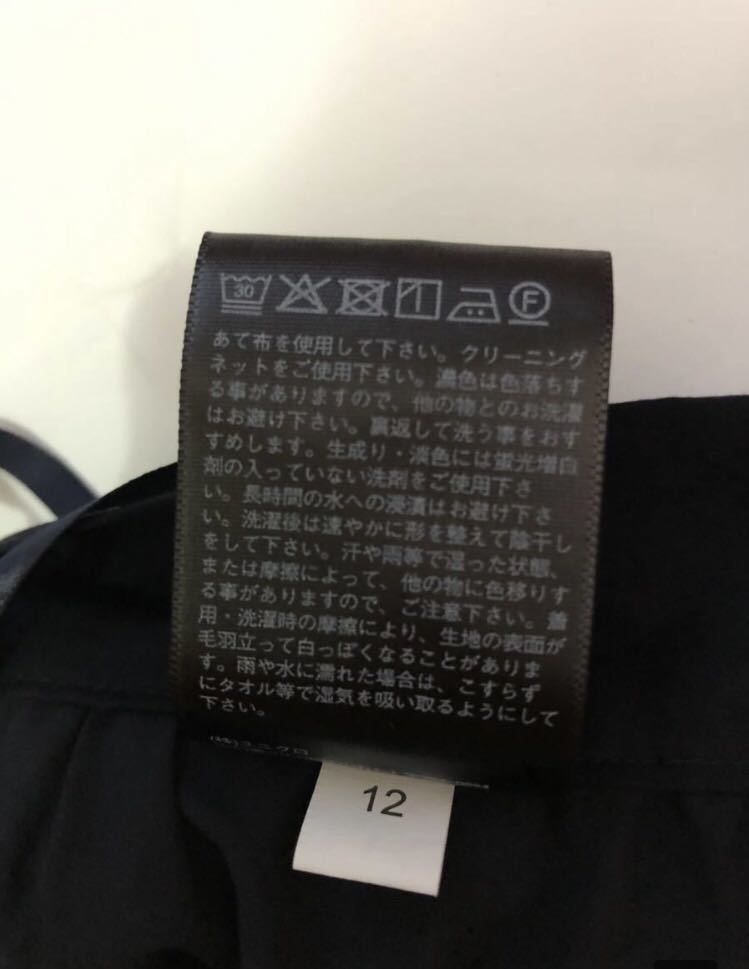 30 F
あて布を使用して下さい。クリーニング
ネットをご使用下さい。濃色は色落ちす
る事がありますので、他の物とのお洗濯
はお避け下さい。裏返して洗う事をおす
すめします。生成り・淡色には蛍光増白
剤の入っていない洗剤をご使用下さ
い。長時間の水への浸漬はお避け下さ
い。洗濯後は速やかに形を整えて陰干し
をして下さい。汗や雨等で湿った状態、
または摩擦によって、他の物に色移りす
る事がありますので、ご注意下さい。着
用・洗濯時の摩擦により、生地の表面が
毛羽立って白っぽくなることがありま
す。雨や水に濡れた場合は、こすらず
にタオル等で湿気を吸い取るようにして
下さい。
(株)ユニクロ
12